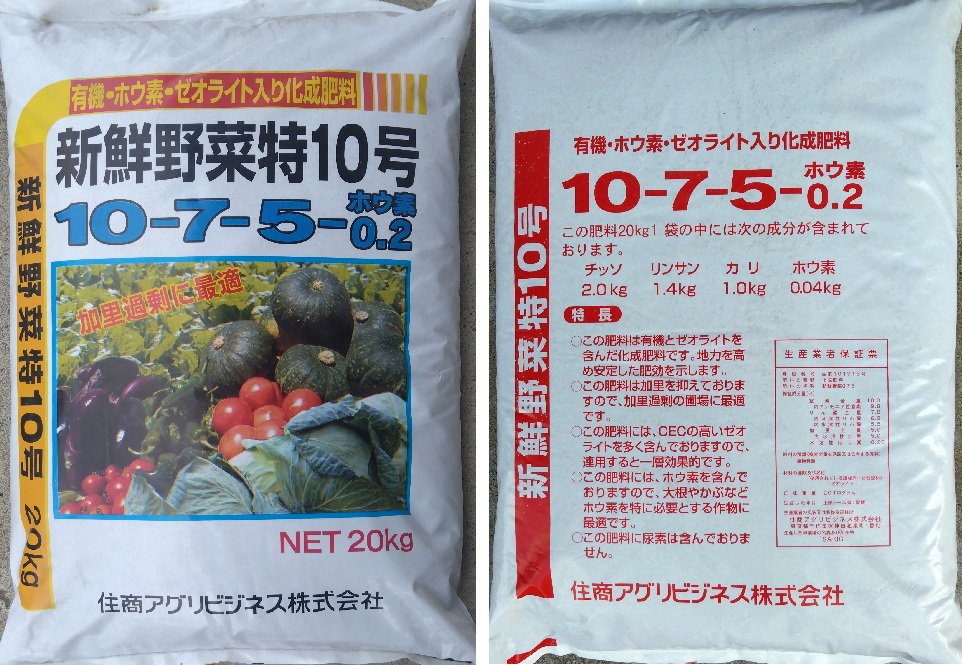 有機・ホウ素・ゼオライト入り化成肥料
新鮮野菜特10号
10-7-5-
ホウ素
0.2
加里過剰に最適
新鮮野菜特10号 20kg
NET 20kg
住商アグリビジネス株式会社
新鮮野菜特10号
有機・ホウ素・ゼオライト入り化成肥料
10-7-5-
ホウ素
0.2
この肥料20kg1袋の中には次の成分が含まれて
おります。
チッソ リンサン カリ ホウ素
2.0kg 1.4kg 1.0kg 0.04kg
特長
○この肥料は有機とゼオライトを
含んだ化成肥料です。地力を高
め安定した肥効を示します。
○この肥料は加里を抑えておりま
すので、加里過剰の圃場に最適
です。
○この肥料には、CECの高いゼオ
ライトを多く含んでおりますので、
連用すると一層効果的です。
○この肥料には、ホウ素を含んで
おりますので、大根やかぶなど
ホウ素を特に必要とする作物に
最適です。
○この肥料に尿素は含んでおりま
せん。
生産業者保証票
住商アグリビジネス株式会社
住商アグリビジネス株式会社